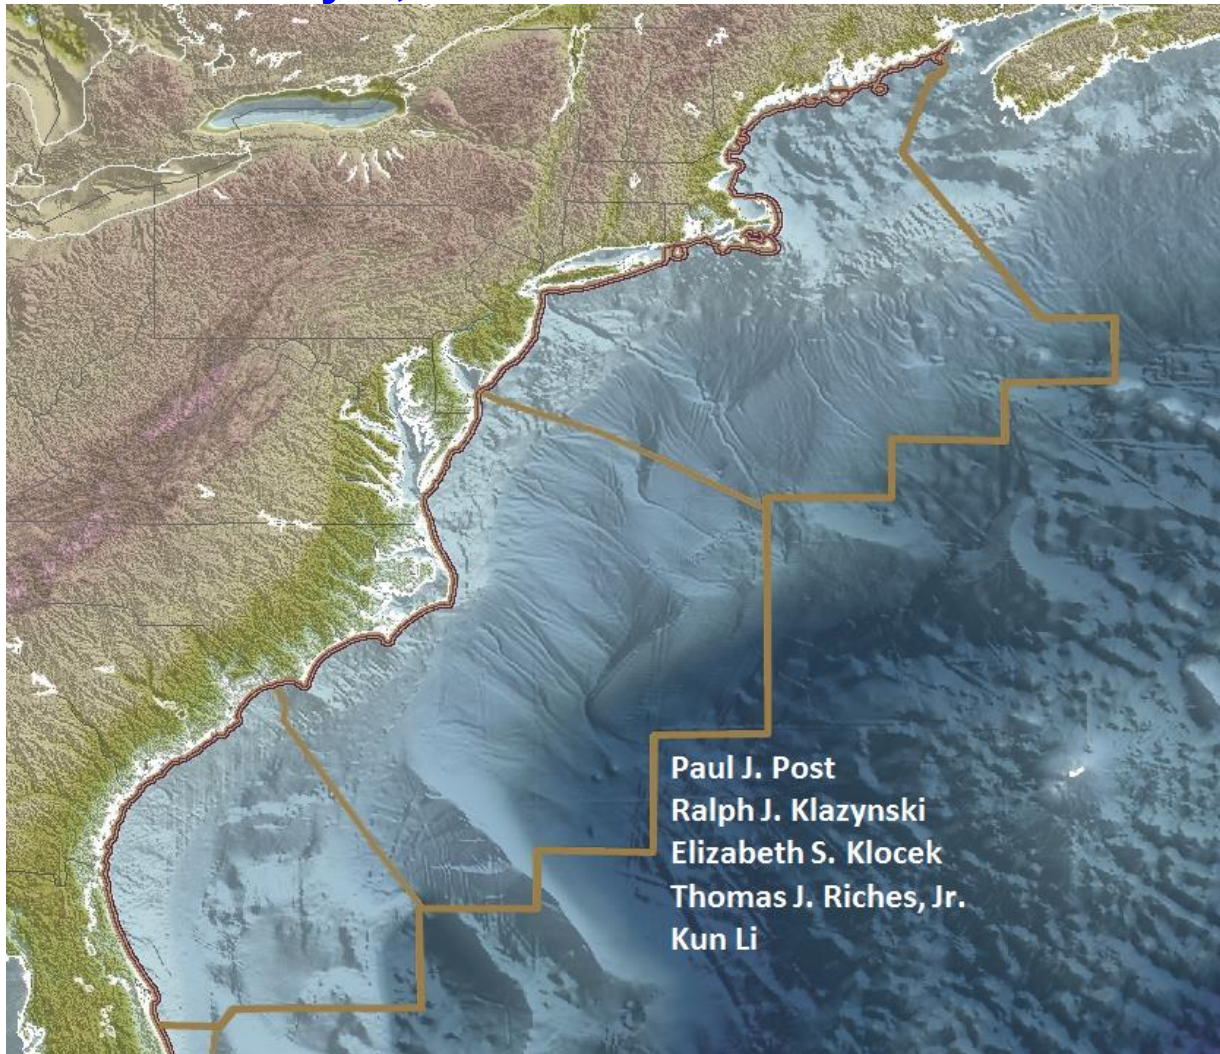 Paul J. Post
Ralph J. Klazynski
Elizabeth S. Klocek
Thomas J. Riches, Jr.
Kun Li